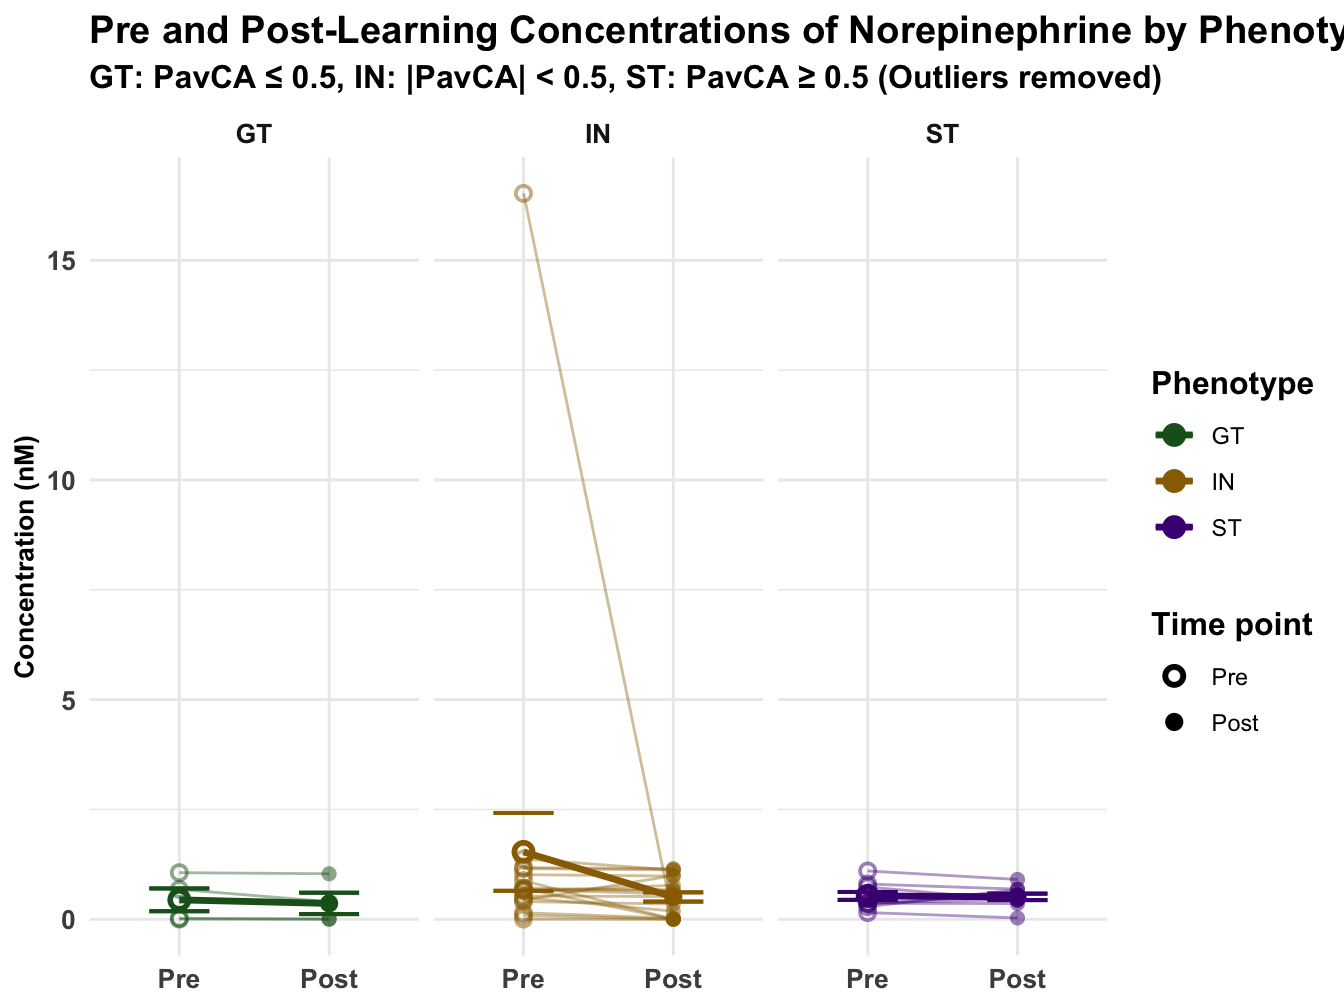 Pre and Post-Learning Concentrations of Norepinephrine by Phenoty
GT: PavCA ≤ 0.5, IN: |PavCA| < 0.5, ST: PavCA ≥ 0.5 (Outliers removed)
GT IN ST
Concentration (nM)
15
10
5
0
Pre Post Pre Post Pre Post
Phenotype
GT
IN
ST
Time point
Pre
Post